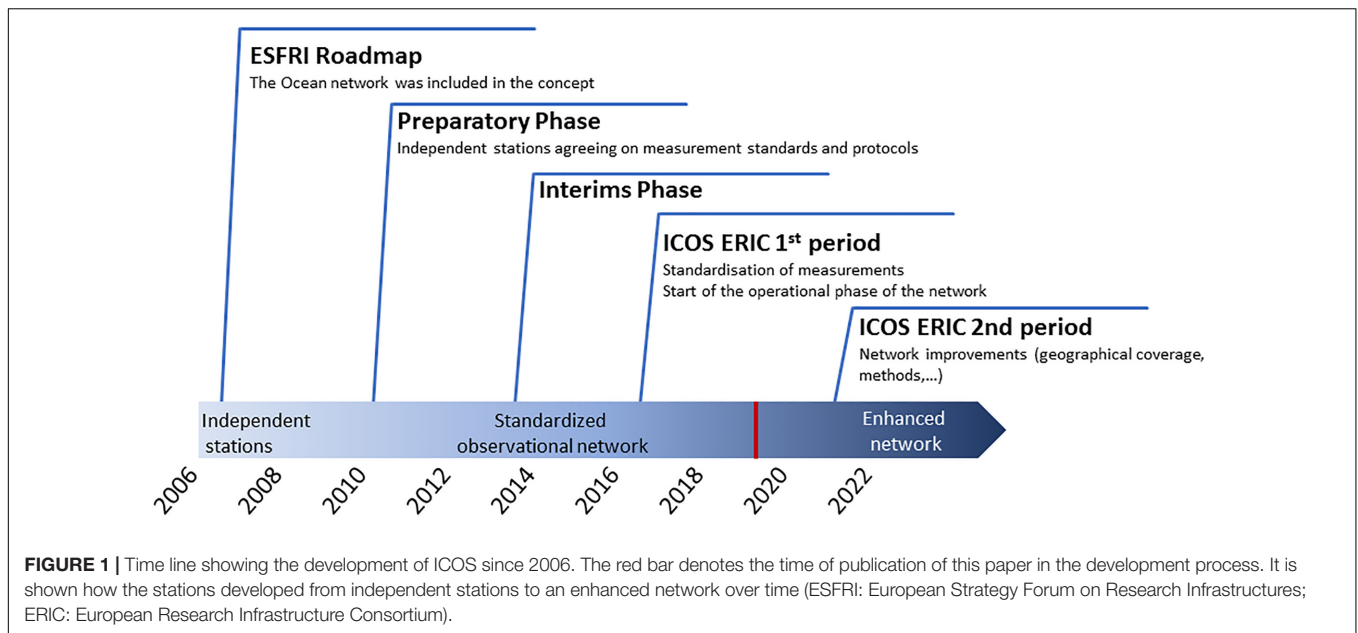 ESFRI Roadmap
The Ocean network was included in the concept
Preparatory Phase
Independent stations agreeing on measurement standards and protocols
Interims Phase
ICOS ERIC 1st period
Standardisation of measurements
Start of the operational phase of the network
ICOS ERIC 2nd period
Network improvements (geographical coverage,
methods,...)
Independent
stations
Standardized
observational network
Enhanced
network
2006
2008
2010
2012
2014
2016
2018
2020
2022
FIGURE 1 | Time line showing the development of ICOS since 2006. The red bar denotes the time of publication of this paper in the development process. It is
shown how the stations developed from independent stations to an enhanced network over time (ESFRI: European Strategy Forum on Research Infrastructures;
ERIC: European Research Infrastructure Consortium).